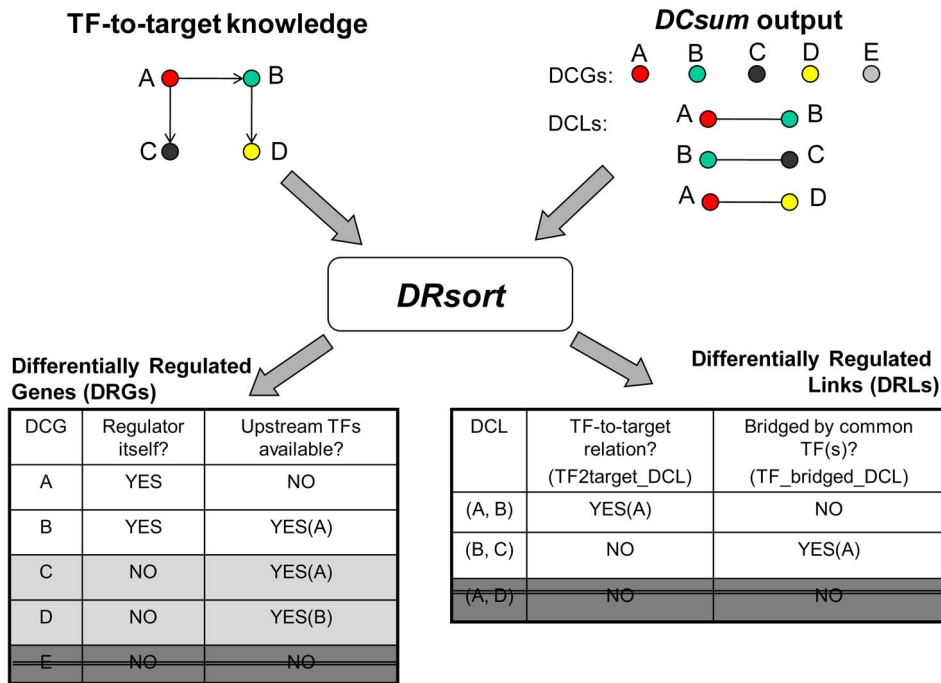 TF-to-target knowledge
A
B
C
D
DCsum output
A B C D E
DCGs:
DCLs:
A B
B C
A D
DRsort
Differentially Regulated
Genes (DRGs)
DCG Regulator itself? Upstream TFs available?
A YES NO
B YES YES(A)
C NO YES(A)
D NO YES(B)
E NO NO
Differentially Regulated
Links (DRLs)
DCL TF-to-target relation? (TF2target_DCL) Bridged by common TF(s)? (TF_bridged_DCL)
(A, B) YES(A) NO
(B, C) NO YES(A)
(A, D) NO NO